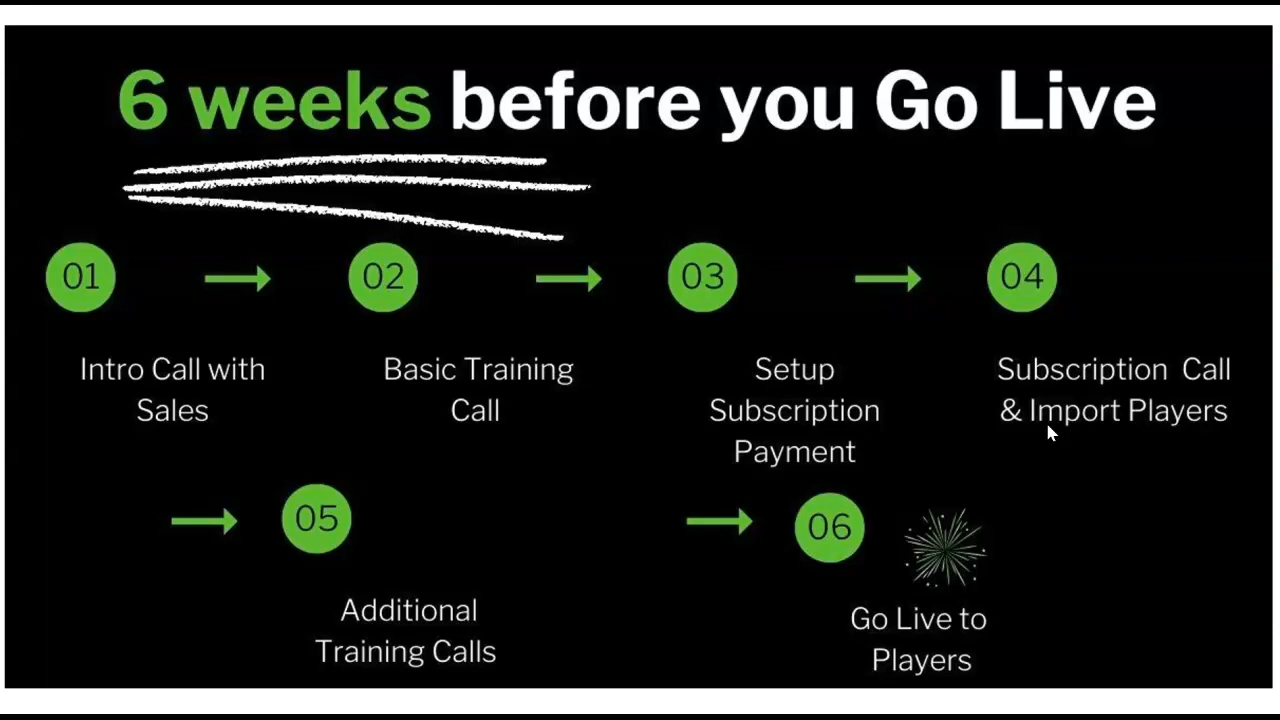 6 weeks before you Go Live
01
02
03
04
Intro Call with
Sales
Basic Training
Call
Setup
Subscription
Payment
Subscription Call
& Import Players
05
06
Additional
Training Calls
Go Live to
Players